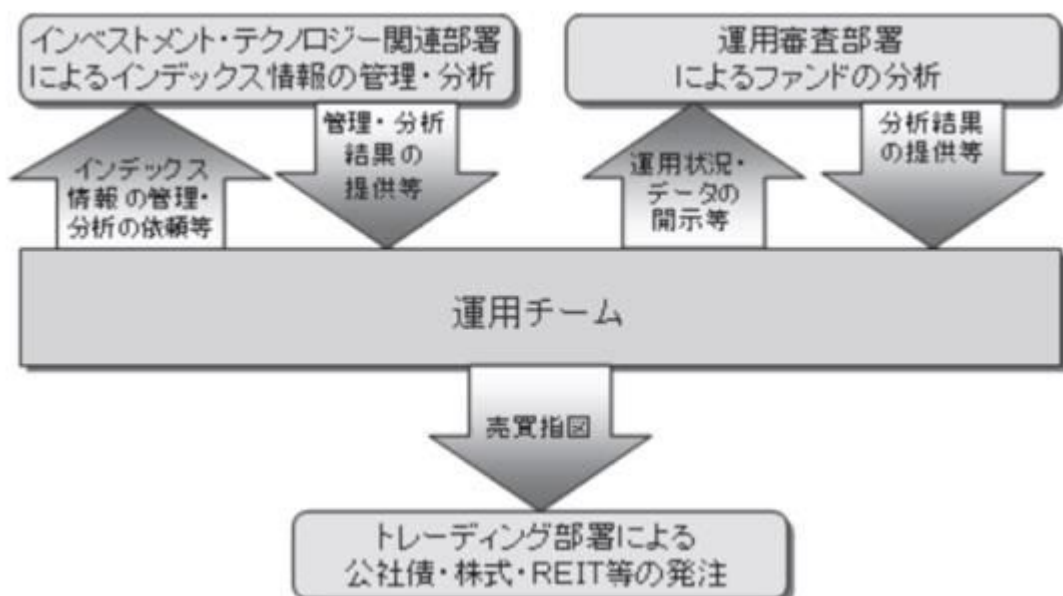 インベストメント・テクノロジー関連部署
によるインデックス情報の管理・分析
運用審査部署
によるファンドの分析
インデックス
情報の管理・
分析の依頼等
管理・分析
結果の
提供等
運用状況・
データの
開示等
分析結果
の提供等
運用チーム
売買指図
トレーディング部署による
公社債・株式・REIT等の発注